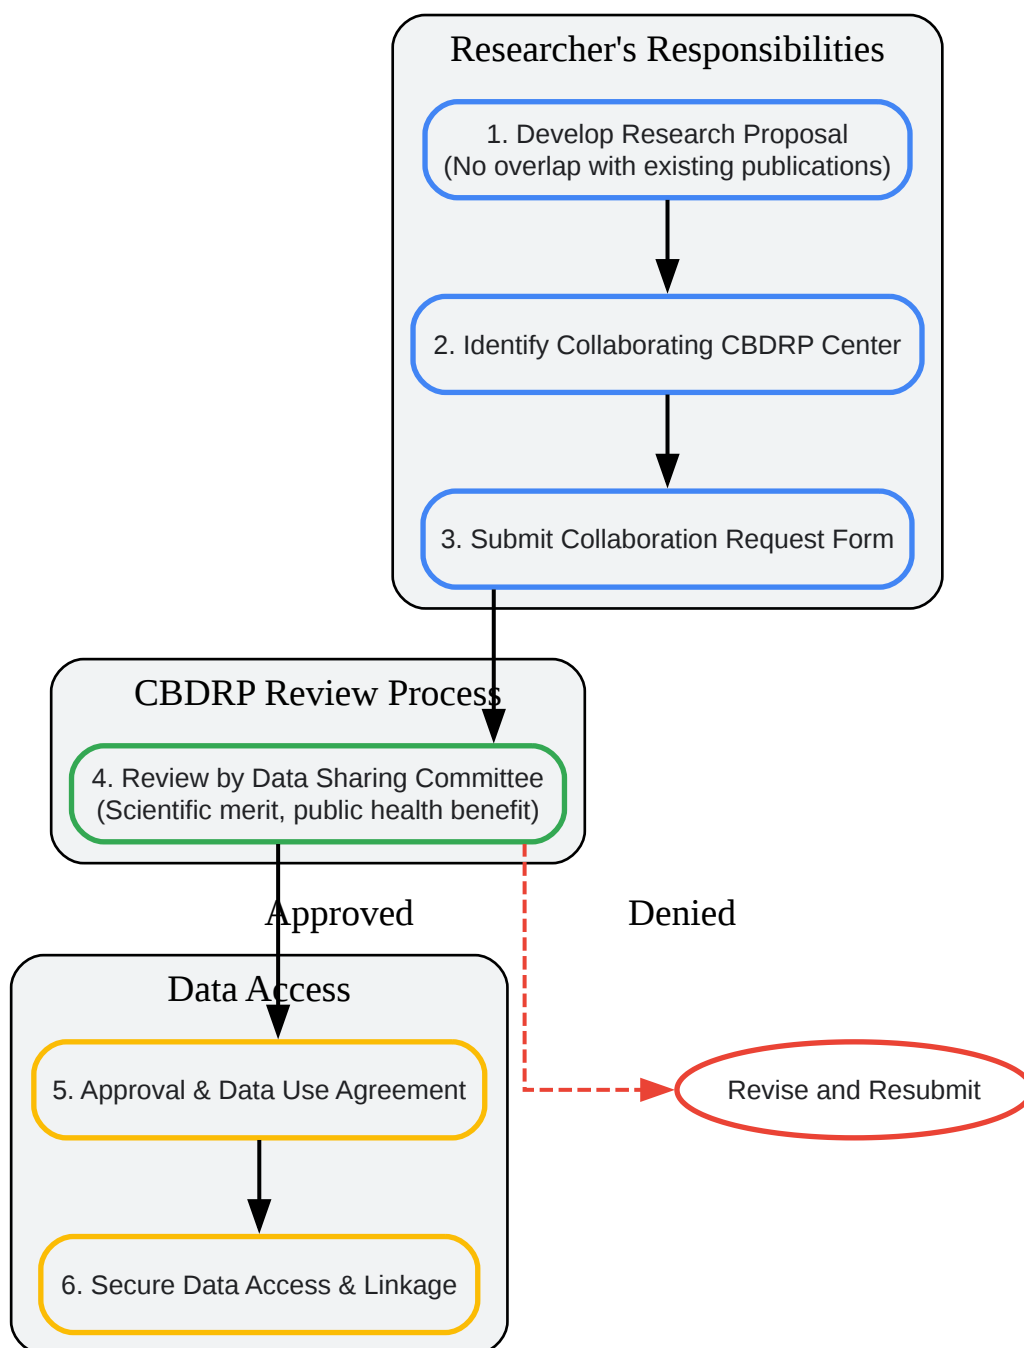 Researcher's Responsibilities
1. Develop Research Proposal
(No overlap with existing publications)
2. Identify Collaborating CBDRP Center
3. Submit Collaboration Request Form
CBDRP Review Process
4. Review by Data Sharing Committee
(Scientific merit, public health benefit)
Approved
Denied
Data Access
5. Approval & Data Use Agreement
Revise and Resubmit
6. Secure Data Access & Linkage